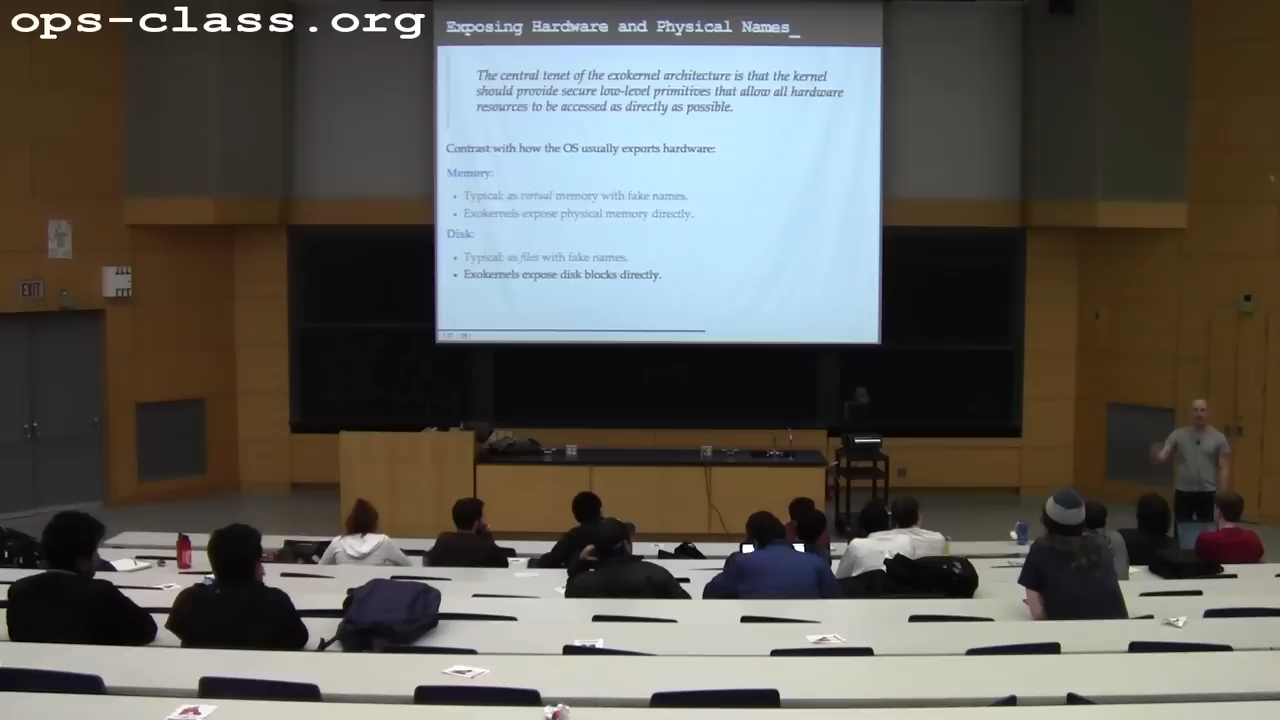 ops-class.org
Exposing Hardware and Physical Names_
The central tenet of the exokernel architecture is that the kernel
should provide secure low-level primitives that allow all hardware
resources to be accessed as directly as possible.
Contrast with how the OS usually exports hardware:
Memory:
• Typical: as virtual memory with fake names.
• Exokernels expose physical memory directly.
Disk:
• Typical: as files with fake names.
• Exokernels expose disk blocks directly.
EXIT